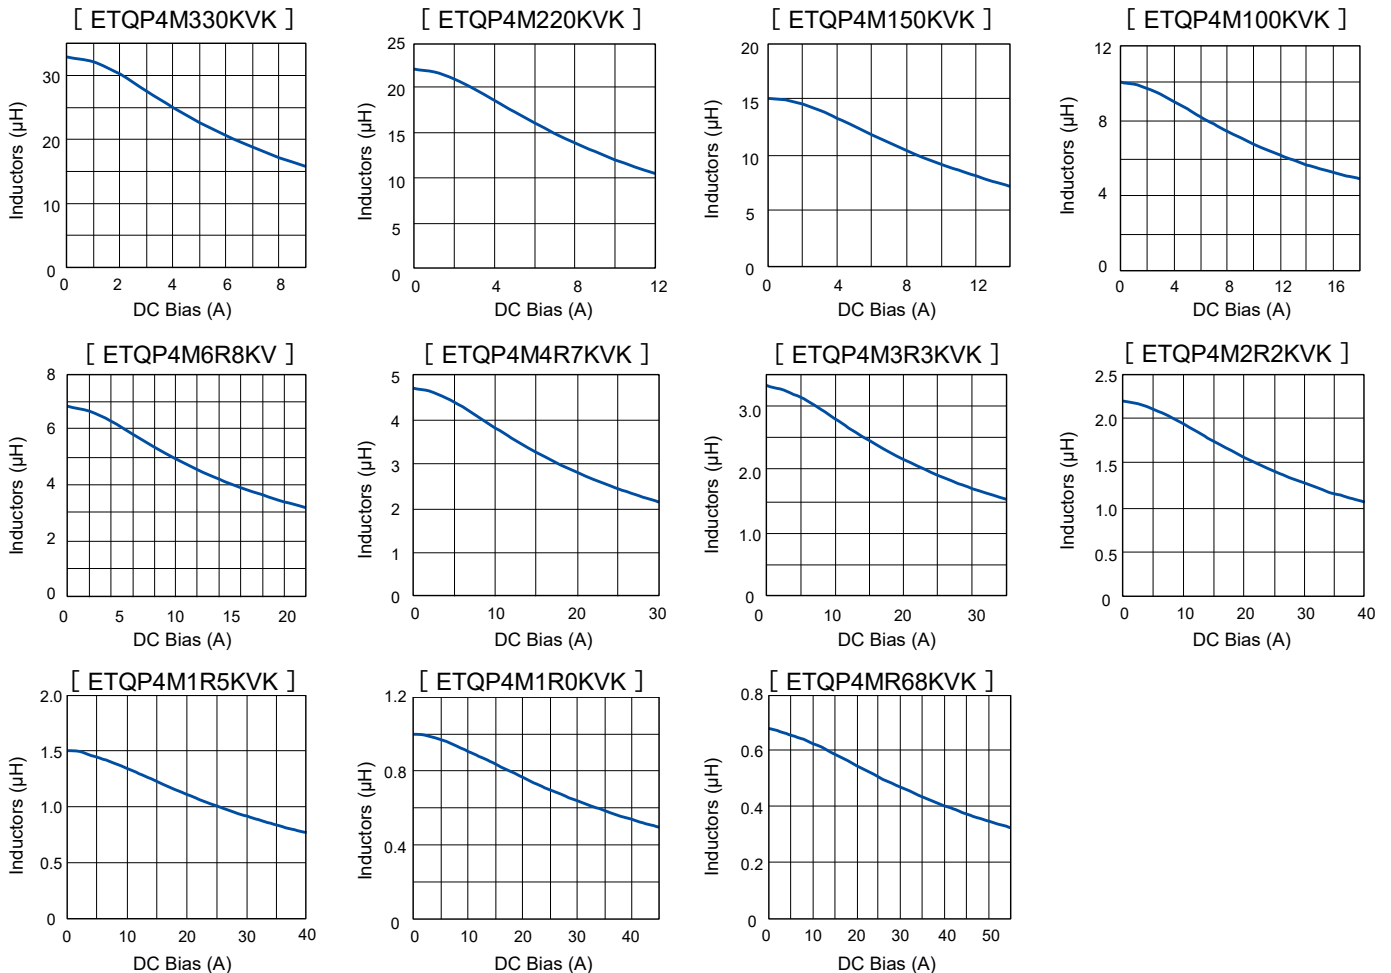 [ ETQP4M330KVK ]
Inductors (µH)
30
20
10
0
0 2 4 6 8
DC Bias (A)
[ ETQP4M220KVK ]
Inductors (µH)
25
20
15
10
5
0
0 4 8 12
DC Bias (A)
[ ETQP4M150KVK ]
Inductors (µH)
20
15
10
5
0
0 4 8 12
DC Bias (A)
[ ETQP4M100KVK ]
Inductors (µH)
12
8
4
0
0 4 8 12 16
DC Bias (A)
[ ETQP4M6R8KV ]
Inductors (µH)
8
6
4
2
0
0 5 10 15 20
DC Bias (A)
[ ETQP4M4R7KVK ]
Inductors (µH)
5
4
3
2
1
0
0 10 20 30
DC Bias (A)
[ ETQP4M3R3KVK ]
Inductors (µH)
3.0
2.0
1.0
0
0 10 20 30
DC Bias (A)
[ ETQP4M2R2KVK ]
Inductors (µH)
2.5
2.0
1.5
1.0
0.5
0
0 10 20 30 40
DC Bias (A)
[ ETQP4M1R5KVK ]
Inductors (µH)
2.0
1.5
1.0
0.5
0
0 10 20 30 40
DC Bias (A)
[ ETQP4M1R0KVK ]
Inductors (µH)
1.2
0.8
0.4
0
0 10 20 30 40
DC Bias (A)
[ ETQP4MR68KVK ]
Inductors (µH)
0.8
0.6
0.4
0.2
0
0 10 20 30 40 50
DC Bias (A)